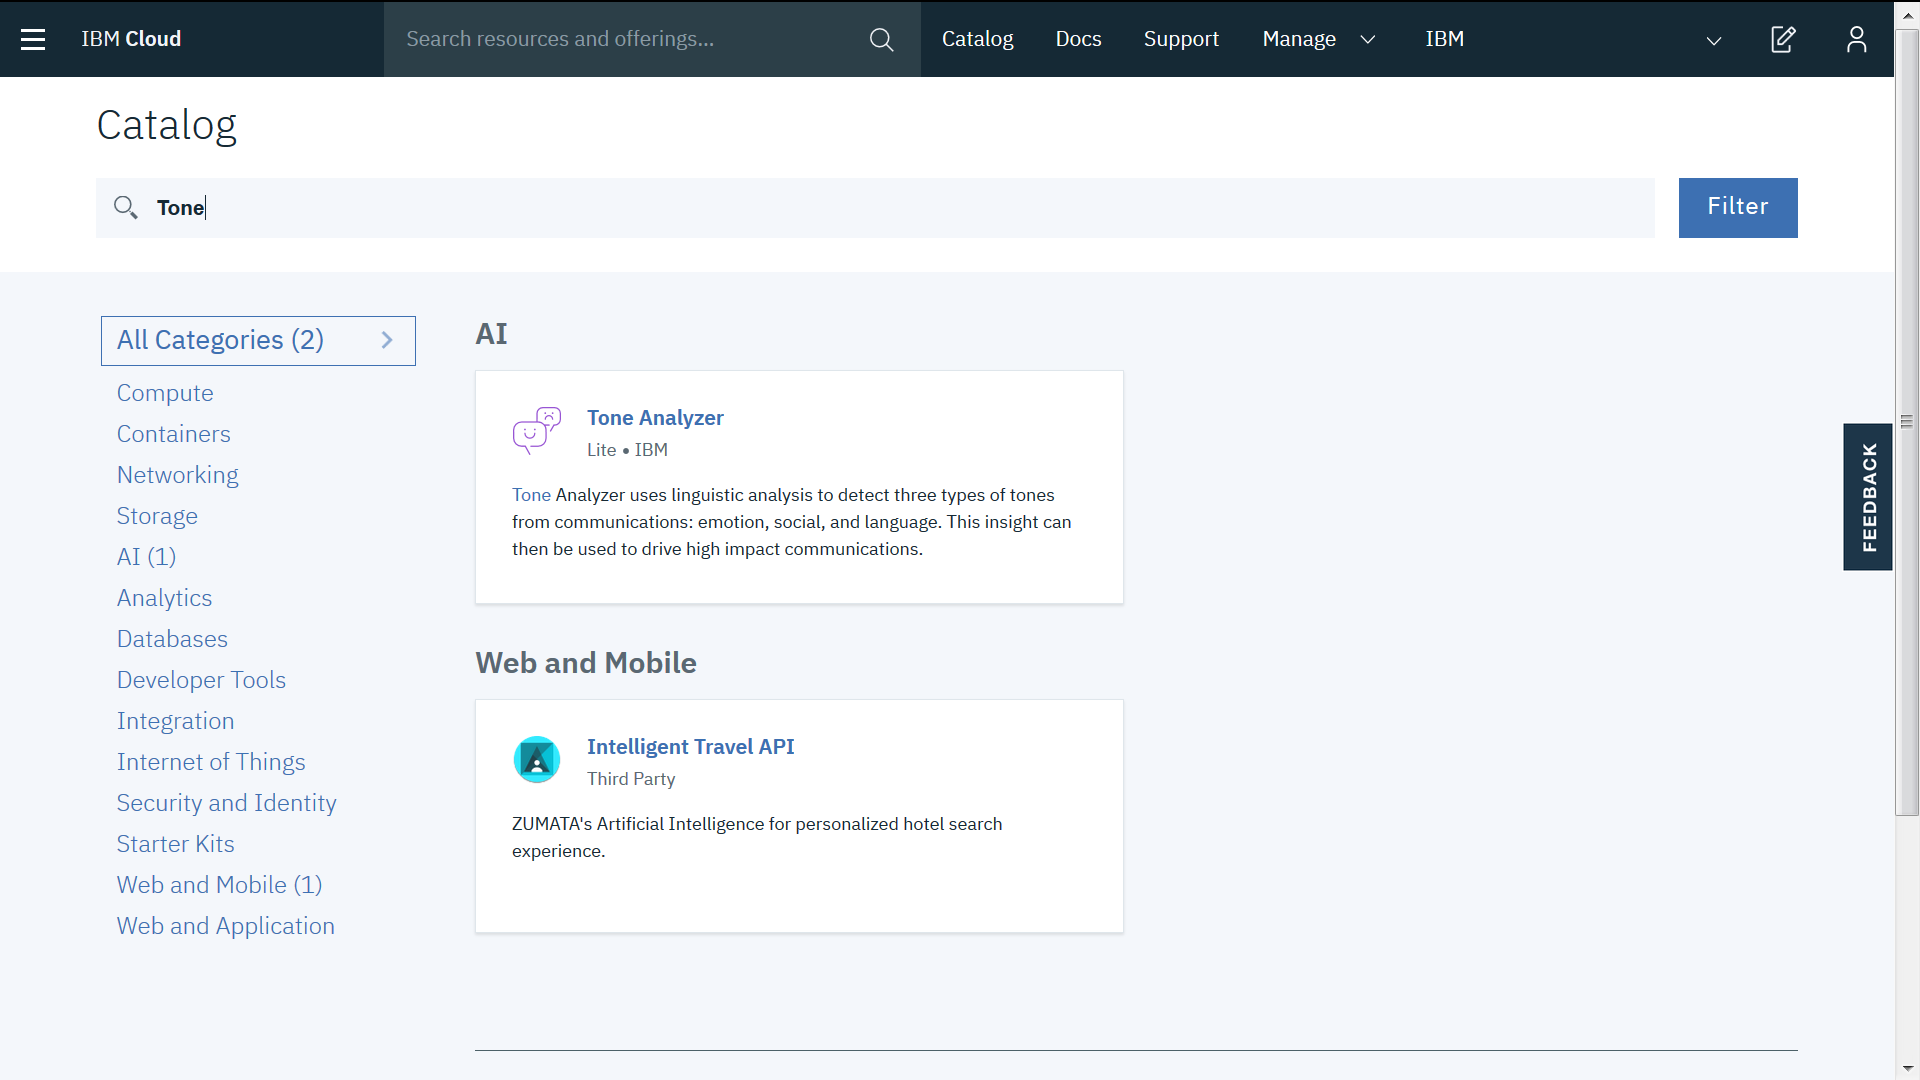 IBM Cloud
Search resources and offerings...
Catalog
Docs
Support
Manage
IBM
Catalog
Tone
Filter
All Categories (2)
Compute
Containers
Networking
Storage
AI (1)
Analytics
Databases
Developer Tools
Integration
Internet of Things
Security and Identity
Starter Kits
Web and Mobile (1)
Web and Application
AI
Tone Analyzer
Lite • IBM
Tone Analyzer uses linguistic analysis to detect three types of tones
from communications: emotion, social, and language. This insight can
then be used to drive high impact communications.
Web and Mobile
Intelligent Travel API
Third Party
ZUMATA's Artificial Intelligence for personalized hotel search
experience.
FEEDBACK